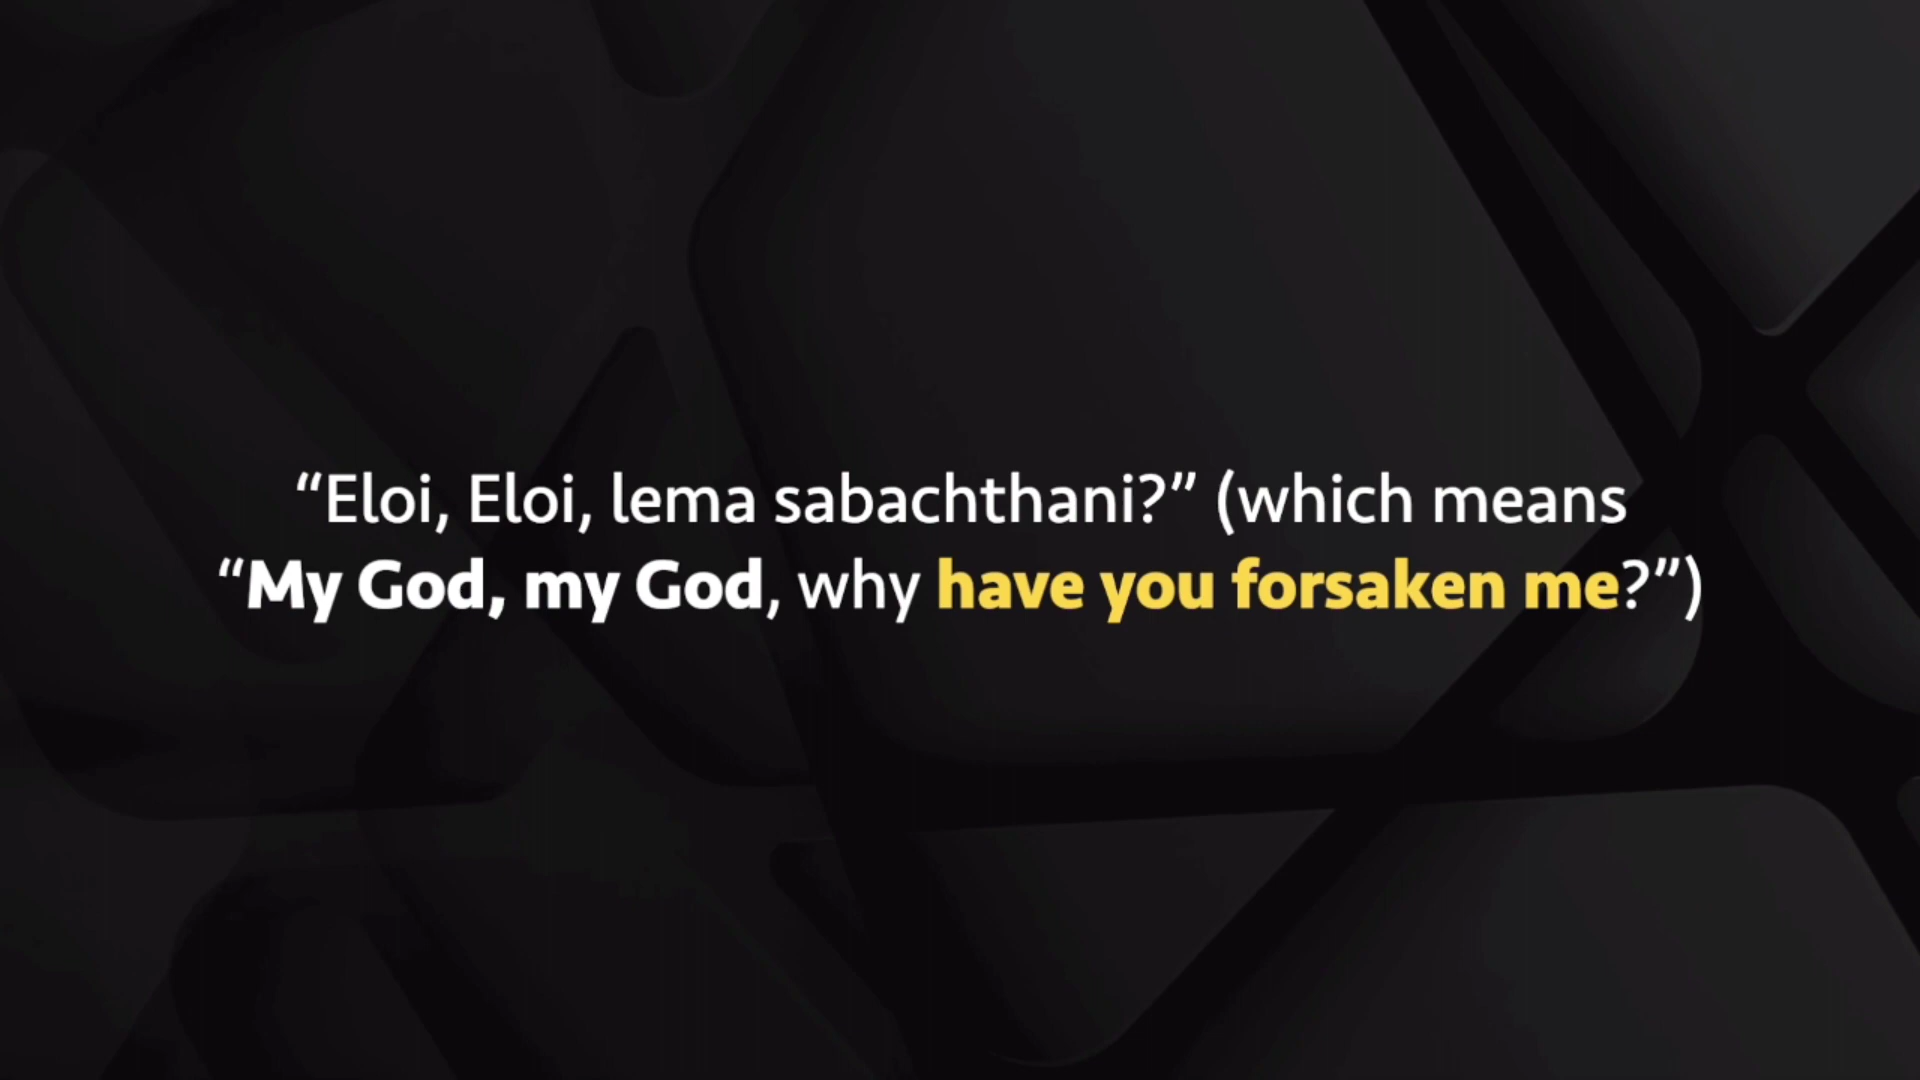 “Eloi, Eloi, lema sabachthani?” (which means
“My God, my God, why have you forsaken me?”)